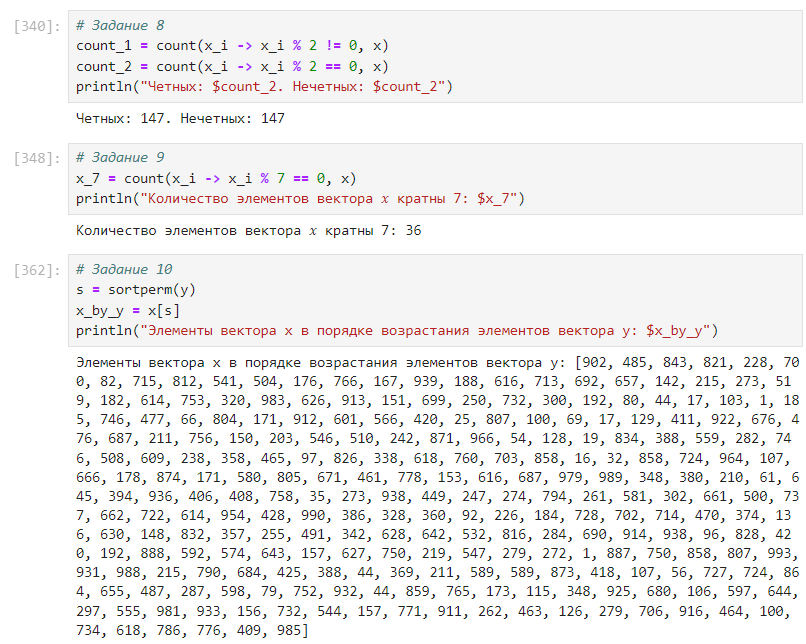 [340]: # Задание 8
count_1 = count(x_i -> x_i % 2 != 0, x)
count_2 = count(x_i -> x_i % 2 == 0, x)
println("Четных: $count_2. Нечетных: $count_2")
Четных: 147. Нечетных: 147
[348]: # Задание 9
x_7 = count(x_i -> x_i % 7 == 0, x)
println("Количество элементов вектора 𝑥 кратны 7: $x_7")
Количество элементов вектора 𝑥 кратны 7: 36
[362]: # Задание 10
s = sortperm(y)
x_by_y = x[s]
println("Элементы вектора x в порядке возрастания элементов вектора y: $x_by_y")
Элементы вектора x в порядке возрастания элементов вектора y: [902, 485, 843, 821, 228, 70
0, 82, 715, 812, 541, 504, 176, 766, 167, 939, 188, 616, 713, 692, 657, 142, 215, 273, 51
9, 182, 614, 753, 320, 983, 626, 913, 151, 699, 250, 732, 300, 192, 80, 44, 17, 103, 1, 18
5, 746, 477, 66, 804, 171, 912, 601, 566, 420, 25, 807, 100, 69, 17, 129, 411, 922, 676, 4
76, 687, 211, 756, 150, 203, 546, 510, 242, 871, 966, 54, 128, 19, 834, 388, 559, 282, 74
6, 508, 609, 238, 358, 465, 97, 826, 338, 618, 760, 703, 858, 16, 32, 858, 724, 964, 107,
666, 178, 874, 171, 580, 805, 671, 461, 778, 153, 616, 687, 979, 989, 348, 380, 210, 61, 6
45, 394, 936, 406, 408, 758, 35, 273, 938, 449, 247, 274, 794, 261, 581, 302, 661, 500, 73
7, 662, 722, 614, 954, 428, 990, 386, 328, 360, 92, 226, 184, 728, 702, 714, 470, 374, 13
6, 630, 148, 832, 357, 255, 491, 342, 628, 642, 532, 816, 284, 690, 914, 938, 96, 828, 42
0, 192, 888, 592, 574, 643, 157, 627, 750, 219, 547, 279, 272, 1, 887, 750, 858, 807, 993,
931, 988, 215, 790, 684, 425, 388, 44, 369, 211, 589, 589, 873, 418, 107, 56, 727, 724, 86
4, 655, 487, 287, 598, 79, 752, 932, 44, 859, 765, 173, 115, 348, 925, 680, 106, 597, 644,
297, 555, 981, 933, 156, 732, 544, 157, 771, 911, 262, 463, 126, 279, 706, 916, 464, 100,
734, 618, 786, 776, 409, 985]